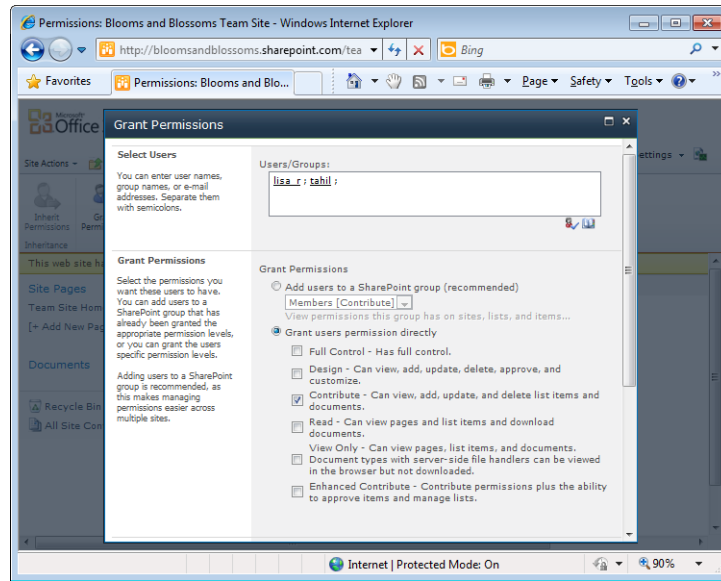 Permissions: Blooms and Blossoms Team Site - Windows Internet Explorer
http://bloomsandblossoms.sharepoint.com/tea
Bing
Favorites
Permissions: Blooms and Blo...
Page
Safety
Tools
»
Microsoft
Office
Grant Permissions
Site Actions
ettings
Inherit
Permissions
Gr
Permi
Inheritance
This web site ha
Site Pages
Team Site Hom
[+ Add New Pag
Documents
Recycle Bin
All Site Con
Select Users
You can enter user names,
group names, or e-mail
addresses. Separate them
with semicolons.
Users/Groups:
lisa r ; tahil ;
Grant Permissions
Select the permissions you
want these users to have.
You can add users to a
SharePoint group that has
already been granted the
appropriate permission levels,
or you can grant the users
specific permission levels.
Adding users to a SharePoint
group is recommended, as
this makes managing
permissions easier across
multiple sites.
Grant Permissions
Add users to a SharePoint group (recommended)
Members [Contribute]
View permissions this group has on sites, lists, and items...
Grant users permission directly
Full Control - Has full control.
Design - Can view, add, update, delete, approve, and
customize.
Contribute - Can view, add, update, and delete list items and
documents.
Read - Can view pages and list items and download
documents.
View Only - Can view pages, list items, and documents.
Document types with server-side file handlers can be viewed
in the browser but not downloaded.
Enhanced Contribute - Contribute permissions plus the ability
to approve items and manage lists.
Internet | Protected Mode: On
90%